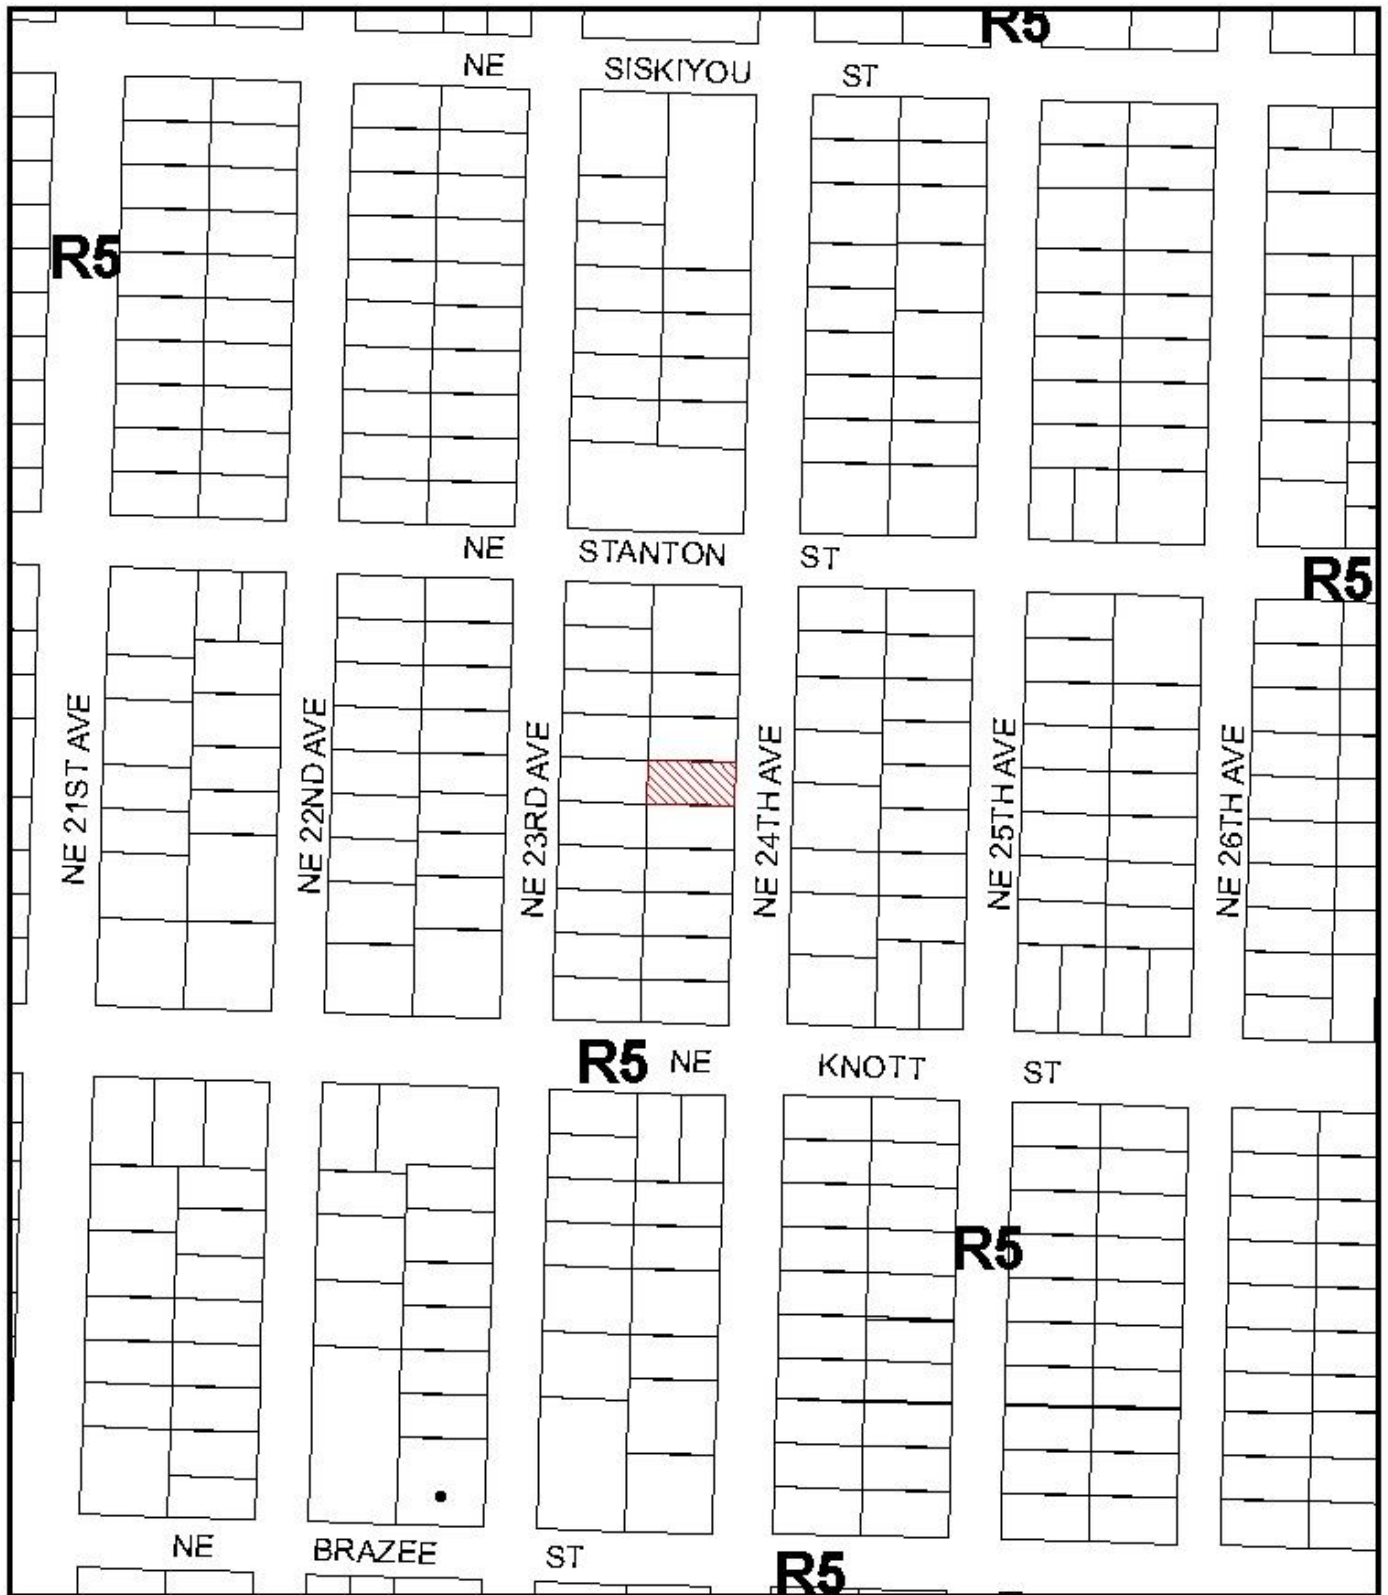 R5
NE SISKIYOU ST
R5
NE STANTON ST
R5
NE 21ST AVE
NE 22ND AVE
NE 23RD AVE
NE 24TH AVE
NE 25TH AVE
NE 26TH AVE
R5 NE KNOTT ST
R5
NE BRAZEE ST
R5